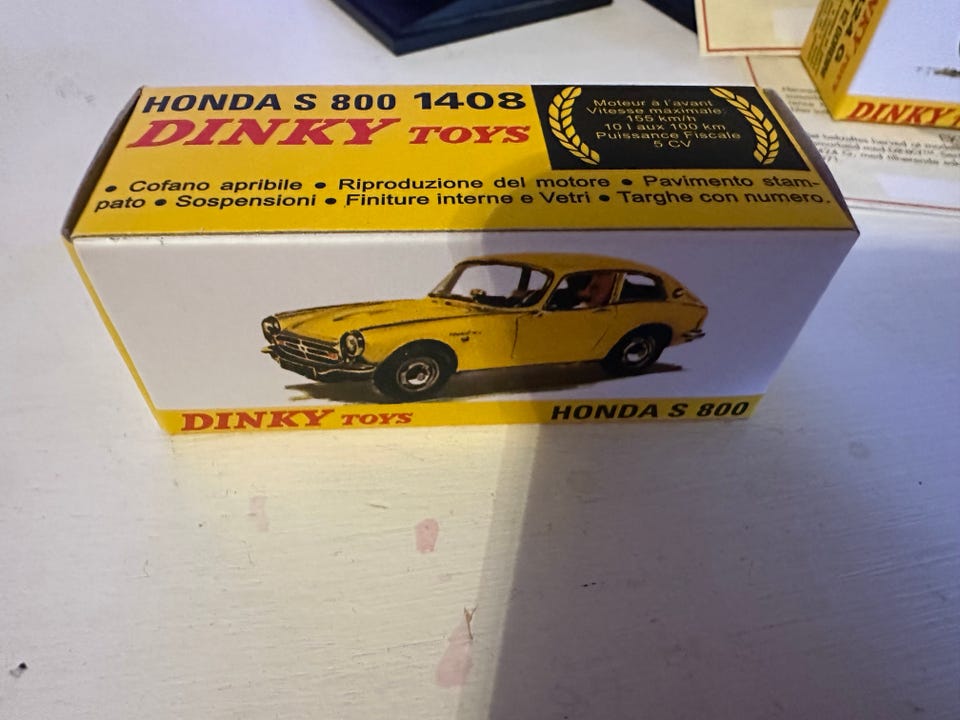 HONDA S 800 1408
DINKY TOYS
Moteur à l'avant
Vitesse maximale:
155 km/h
10 l aux 100 km
Puissance Fiscale
5 CV
• Cofano apribile • Riproduzione del motore • Pavimento stam-
pato • Sospensioni • Finiture interne e Vetri • Targhe con numero.
DINKY TOYS
HONDA S 800
DINKY
DINKY T